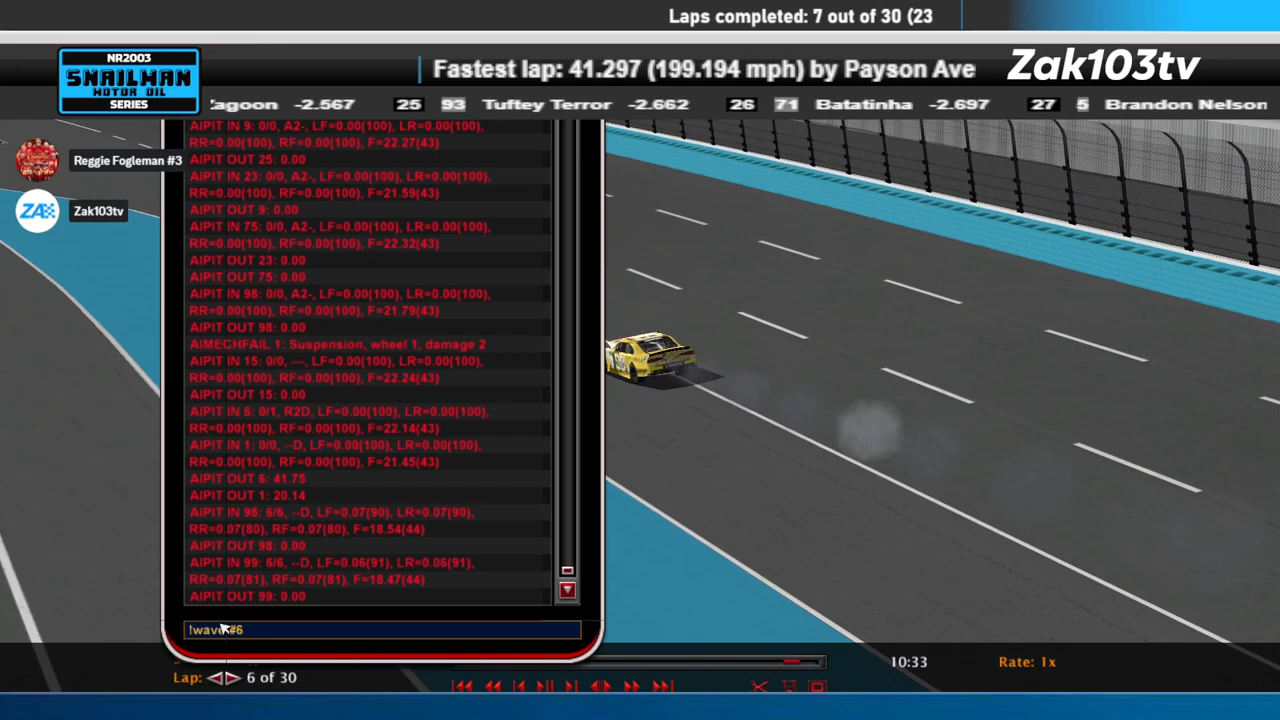 Laps completed: 7 out of 30 (23
NR2003
SNAILMAN
MOTOR OIL
SERIES
Fastest lap: 41.297 (199.194 mph) by Payson Ave
Zak103tv
Zagoon -2.567 25 93 Tuftey Terror -2.662 26 71 Batatinha -2.697 27 5 Brandon Nelson
Reggie Fogleman #3
ZAK
Zak103tv
AIPIT IN 9: 0/0, A2-, LF=0.00(100), LR=0.00(100),
RR=0.00(100), RF=0.00(100), F=22.27(43)
AIPIT OUT 25: 0.00
AIPIT IN 23: 0/0, A2-, LF=0.00(100), LR=0.00(100),
RR=0.00(100), RF=0.00(100), F=21.59(43)
AIPIT OUT 9: 0.00
AIPIT IN 75: 0/0, A2-, LF=0.00(100), LR=0.00(100),
RR=0.00(100), RF=0.00(100), F=22.32(43)
AIPIT OUT 23: 0.00
AIPIT OUT 75: 0.00
AIPIT IN 98: 0/0, A2-, LF=0.00(100), LR=0.00(100),
RR=0.00(100), RF=0.00(100), F=21.79(43)
AIPIT OUT 98: 0.00
AIMECHFAIL 1: Suspension, wheel 1, damage 2
AIPIT IN 15: 0/0, ---, LF=0.00(100), LR=0.00(100),
RR=0.00(100), RF=0.00(100), F=22.24(43)
AIPIT OUT 15: 0.00
AIPIT IN 6: 0/1, R2D, LF=0.00(100), LR=0.00(100),
RR=0.00(100), RF=0.00(100), F=22.14(43)
AIPIT IN 1: 0/0, --D, LF=0.00(100), LR=0.00(100),
RR=0.00(100), RF=0.00(100), F=21.45(43)
AIPIT OUT 6: 41.75
AIPIT OUT 1: 20.14
AIPIT IN 98: 6/6, --D, LF=0.07(90), LR=0.07(90),
RR=0.07(80), RF=0.07(80), F=18.54(44)
AIPIT OUT 98: 0.00
AIPIT IN 99: 6/6, --D, LF=0.06(91), LR=0.06(91),
RR=0.07(81), RF=0.07(81), F=18.47(44)
AIPIT OUT 99: 0.00
#6
10:33 Rate: 1x
Lap: 6 of 30